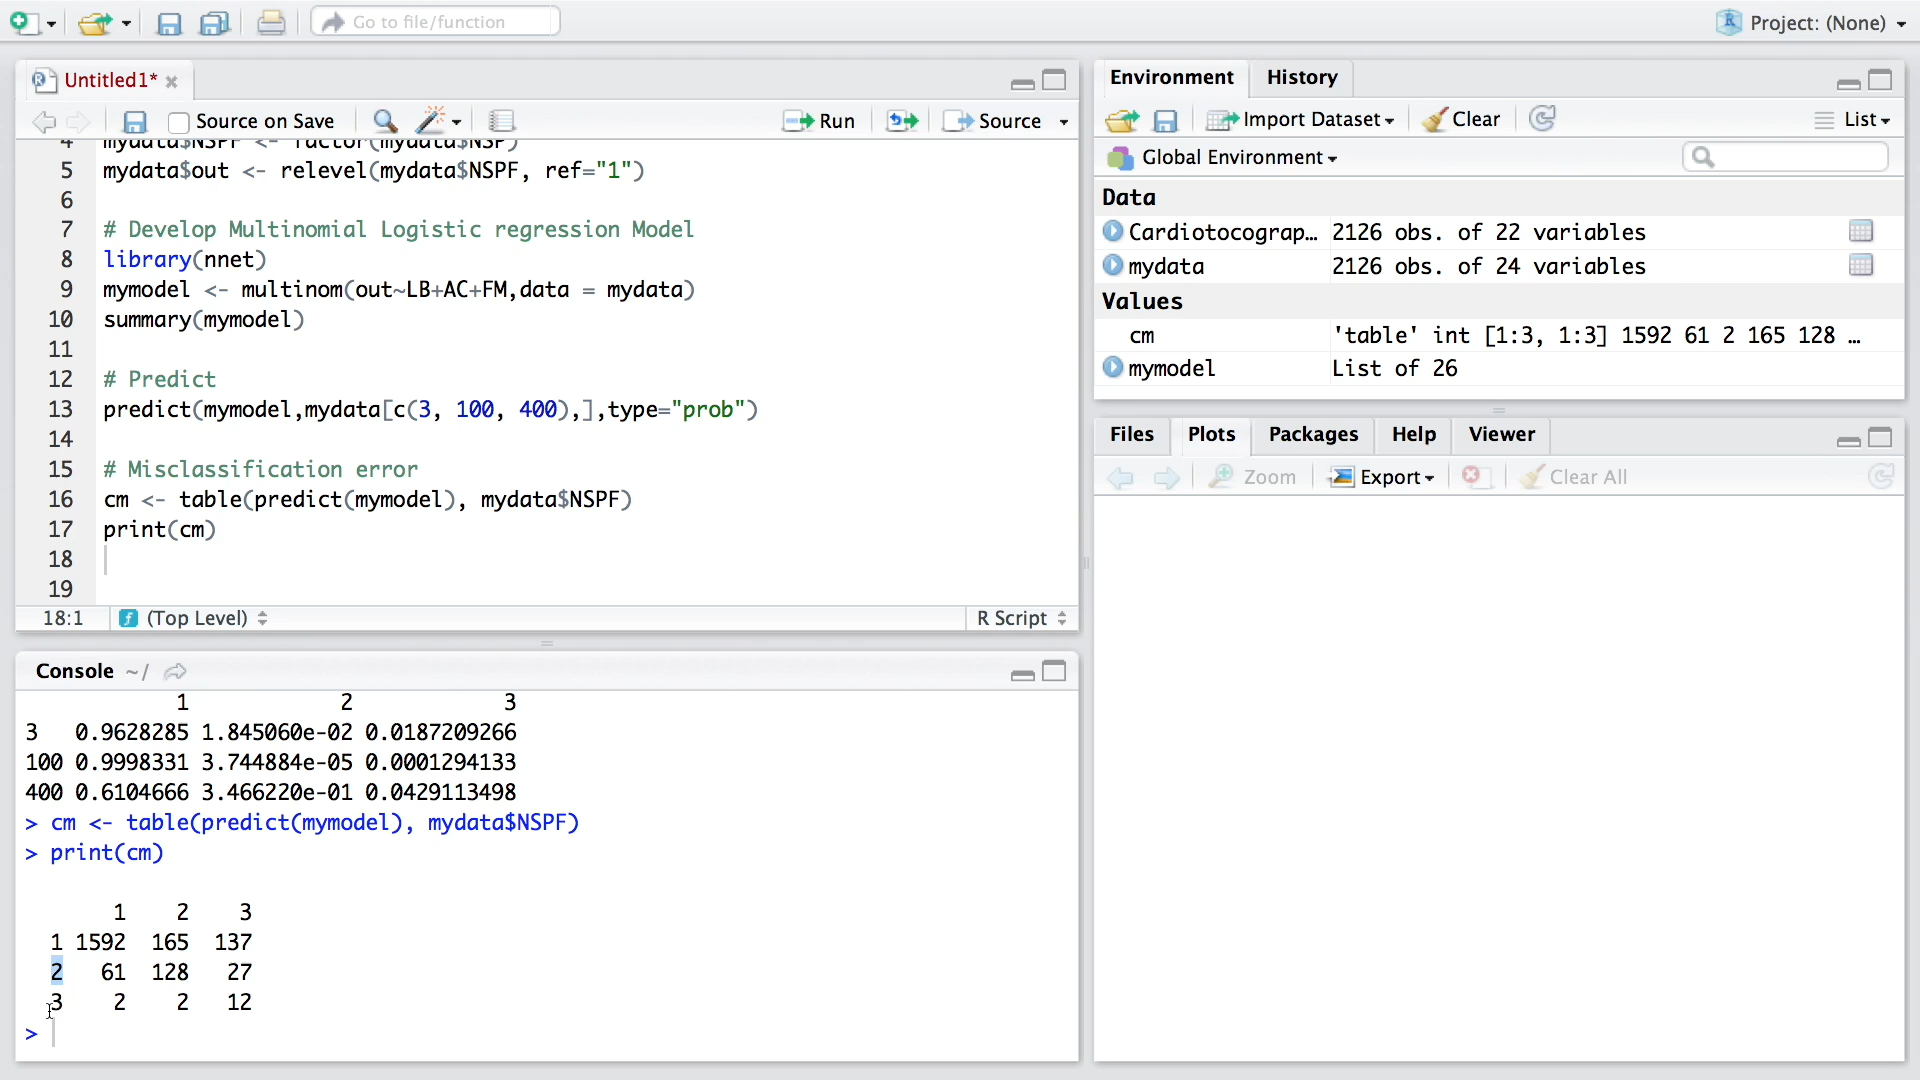 Go to file/function
Project: (None)
Untitled1*
Source on Save
Run
Source
4 mydata$NSPF <- factor(mydata$NSP)
5 mydata$out <- relevel(mydata$NSPF, ref="1")
6
7 # Develop Multinomial Logistic regression Model
8 library(nnet)
9 mymodel <- multinom(out~LB+AC+FM,data = mydata)
10 summary(mymodel)
11
12 # Predict
13 predict(mymodel,mydata[c(3, 100, 400),],type="prob")
14
15 # Misclassification error
16 cm <- table(predict(mymodel), mydata$NSPF)
17 print(cm)
18
19
18:1 (Top Level) R Script
Console ~/
1 2 3
3 0.9628285 1.845060e-02 0.0187209266
100 0.9998331 3.744884e-05 0.0001294133
400 0.6104666 3.466220e-01 0.0429113498
> cm <- table(predict(mymodel), mydata$NSPF)
> print(cm)
1 2 3
1 1592 165 137
2 61 128 27
3 2 2 12
>
Environment History
Import Dataset Clear List
Global Environment
Data
Cardiotocograp… 2126 obs. of 22 variables
mydata 2126 obs. of 24 variables
Values
cm 'table' int [1:3, 1:3] 1592 61 2 165 128 …
mymodel List of 26
Files Plots Packages Help Viewer
Zoom Export Clear All